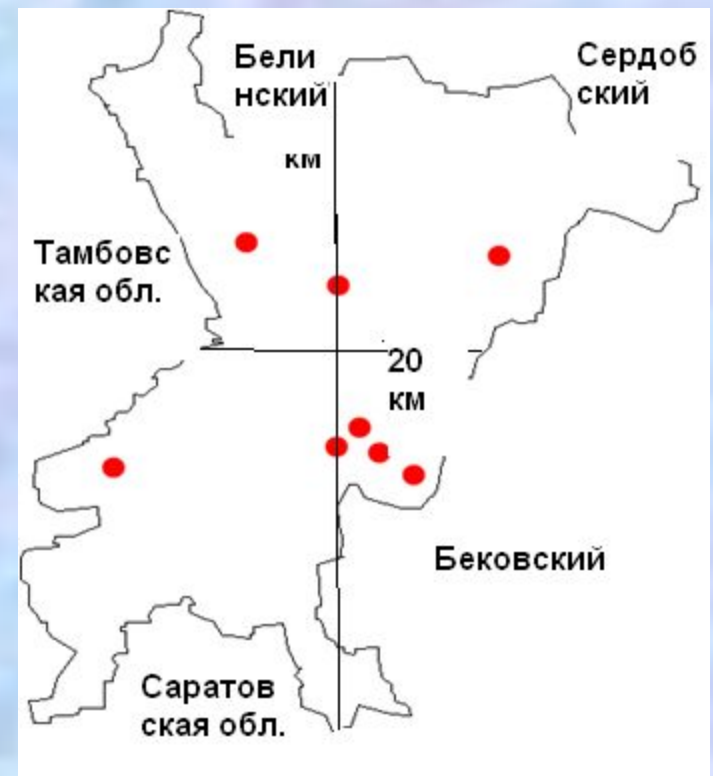 Бели
нский
Сердоб
ский
км
Тамбовс
кая обл.
20
км
Бековский
Саратов
ская обл.